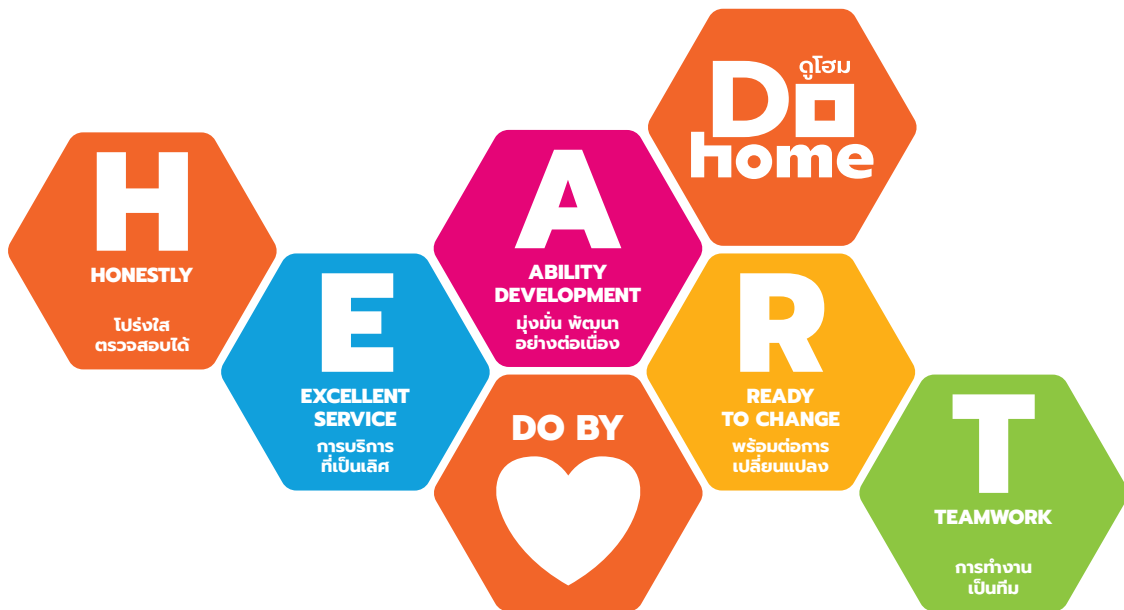 ดูโฮม
Do
home
H
HONESTLY
โปร่งใส
ตรวจสอบได้
E
EXCELLENT
SERVICE
การบริการ
ที่เป็นเลิศ
A
ABILITY
DEVELOPMENT
มุ่งมั่น พัฒนา
อย่างต่อเนื่อง
DO BY
R
READY
TO CHANGE
พร้อมต่อการ
เปลี่ยนแปลง
T
TEAMWORK
การทำงาน
เป็นทีม